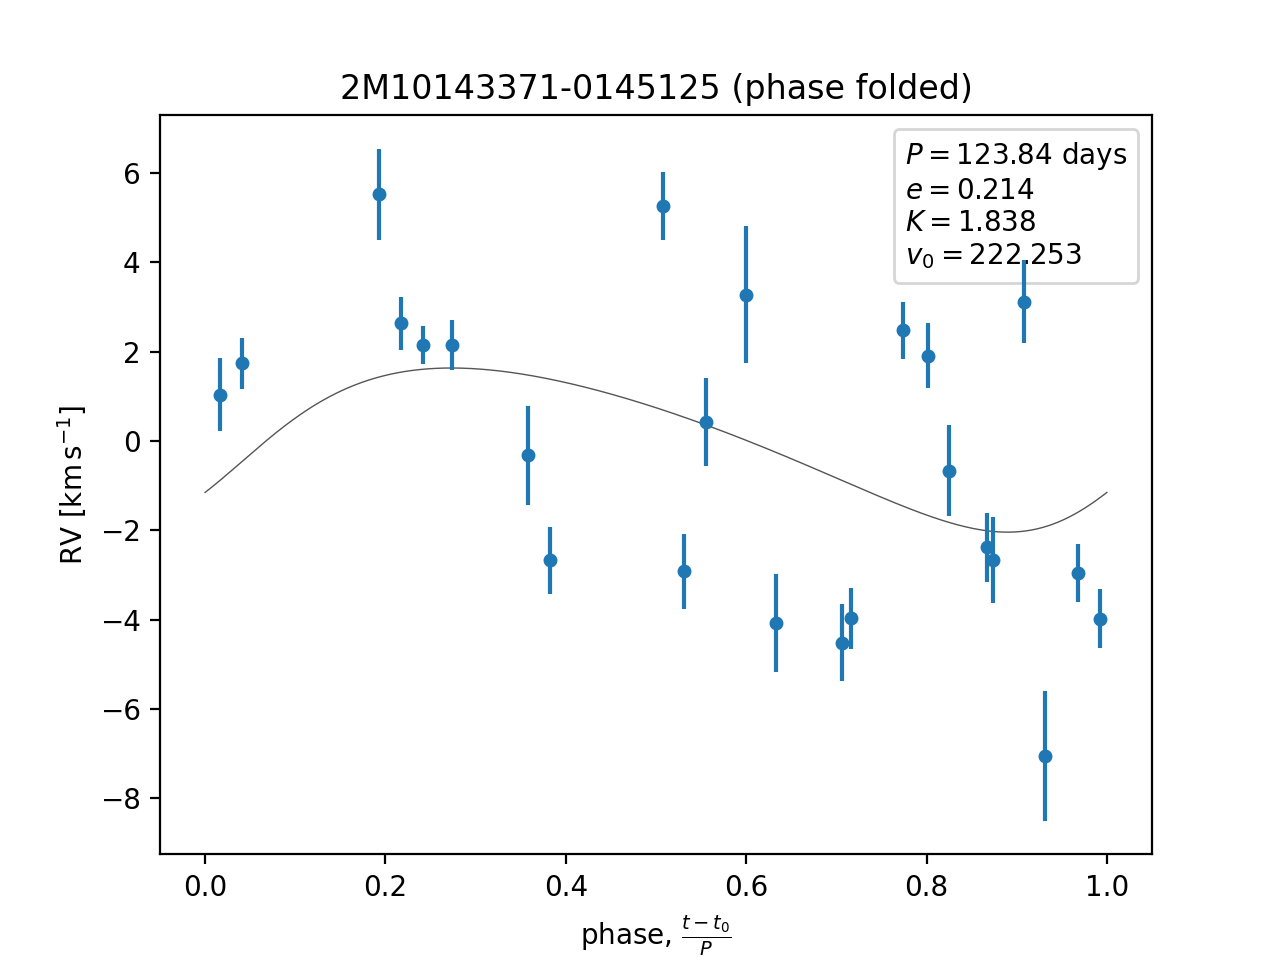 2M10143371-0145125 (phase folded)
P = 123.84 days
e = 0.214
K = 1.838
v₀ = 222.253
6
4
2
0
−2
−4
−6
−8
RV [km s⁻¹]
0.0 0.2 0.4 0.6 0.8 1.0
phase, (t − t₀)/P